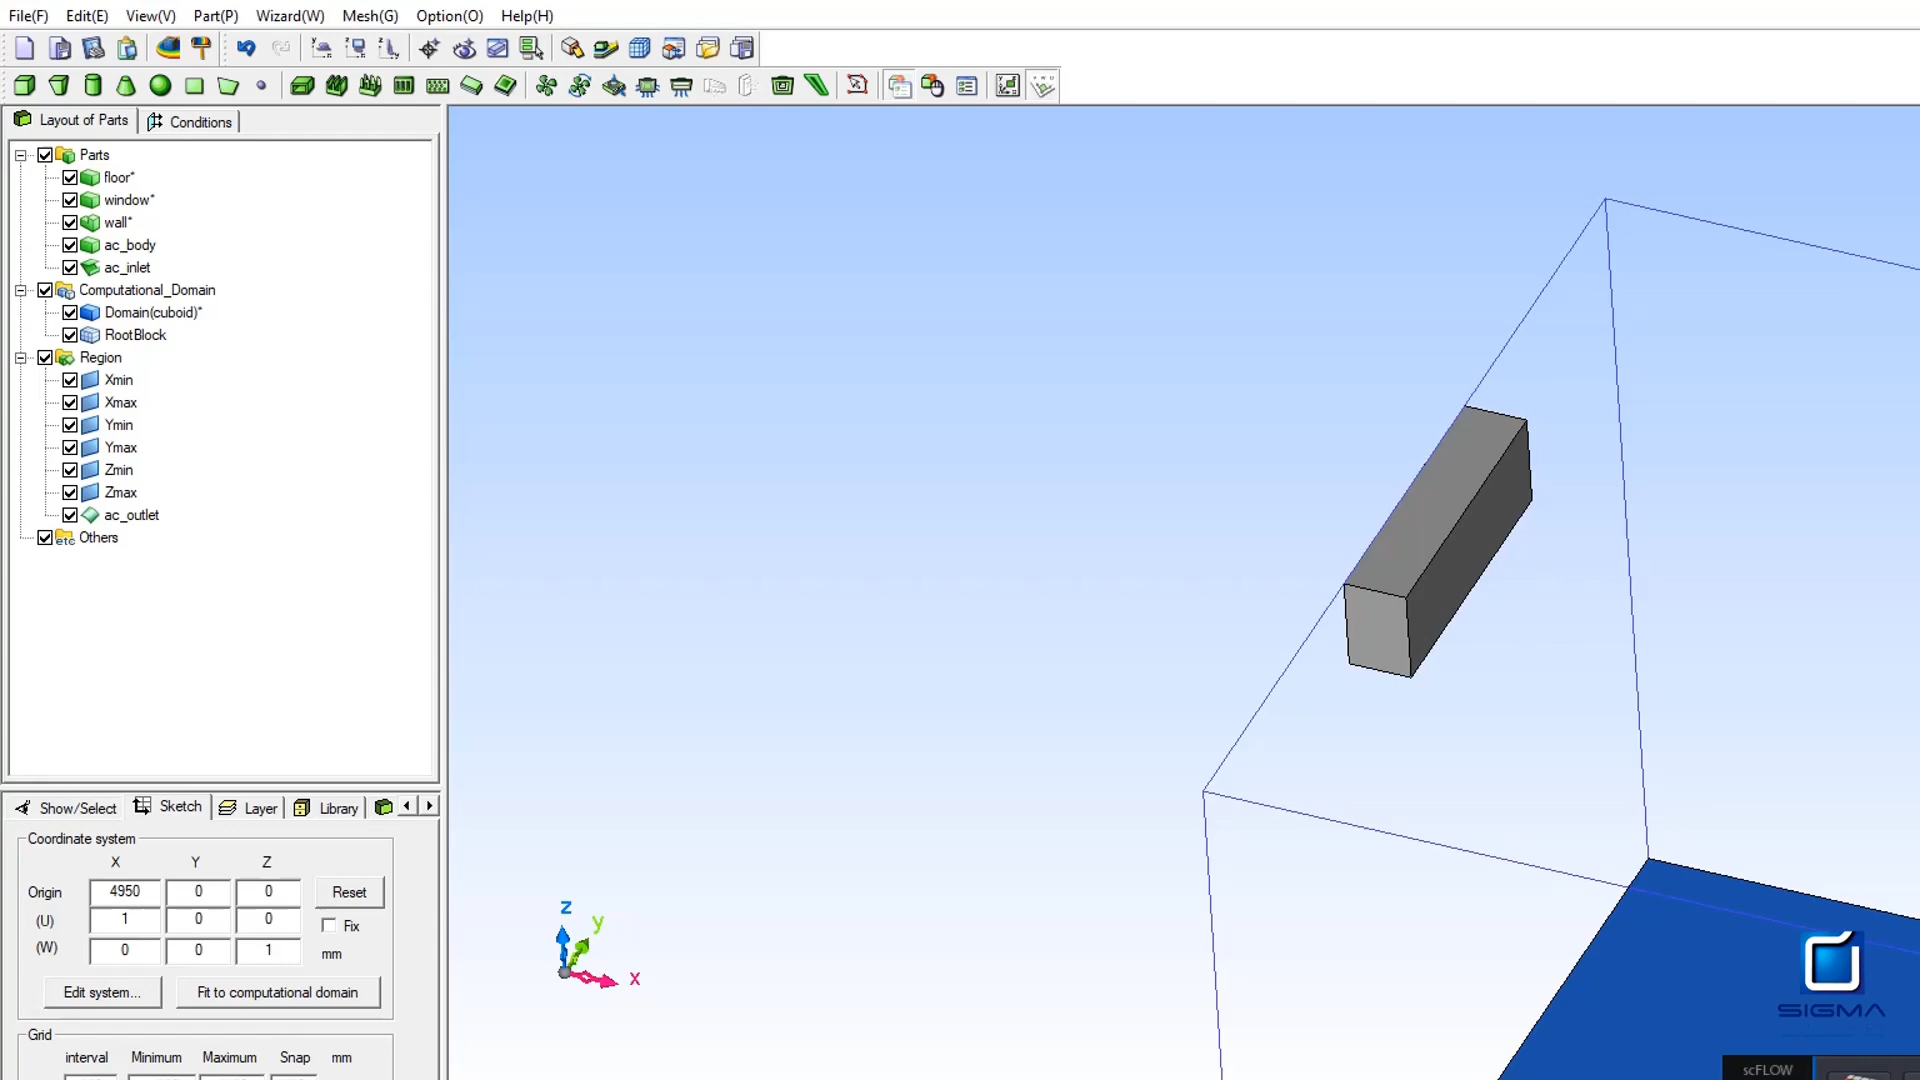 File(F) Edit(E) View(V) Part(P) Wizard(W) Mesh(G) Option(O) Help(H)
Layout of Parts Conditions
Parts
floor*
window*
wall*
ac_body
ac_inlet
Computational_Domain
Domain(cuboid)*
RootBlock
Region
Xmin
Xmax
Ymin
Ymax
Zmin
Zmax
ac_outlet
etc Others
Show/Select Sketch Layer Library
Coordinate system
X Y Z
Origin 4950 0 0 Reset
(U) 1 0 0 Fix
(W) 0 0 1 mm
Edit system... Fit to computational domain
Grid
interval Minimum Maximum Snap mm
z
y
x
SIGMA
scFLOW